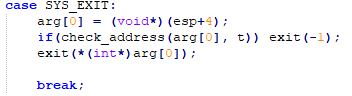 case SYS_EXIT:
arg[0] = (void*)(esp+4);
if(check_address(arg[0], t)) exit(-1);
exit(*(int*)arg[0]);
break;